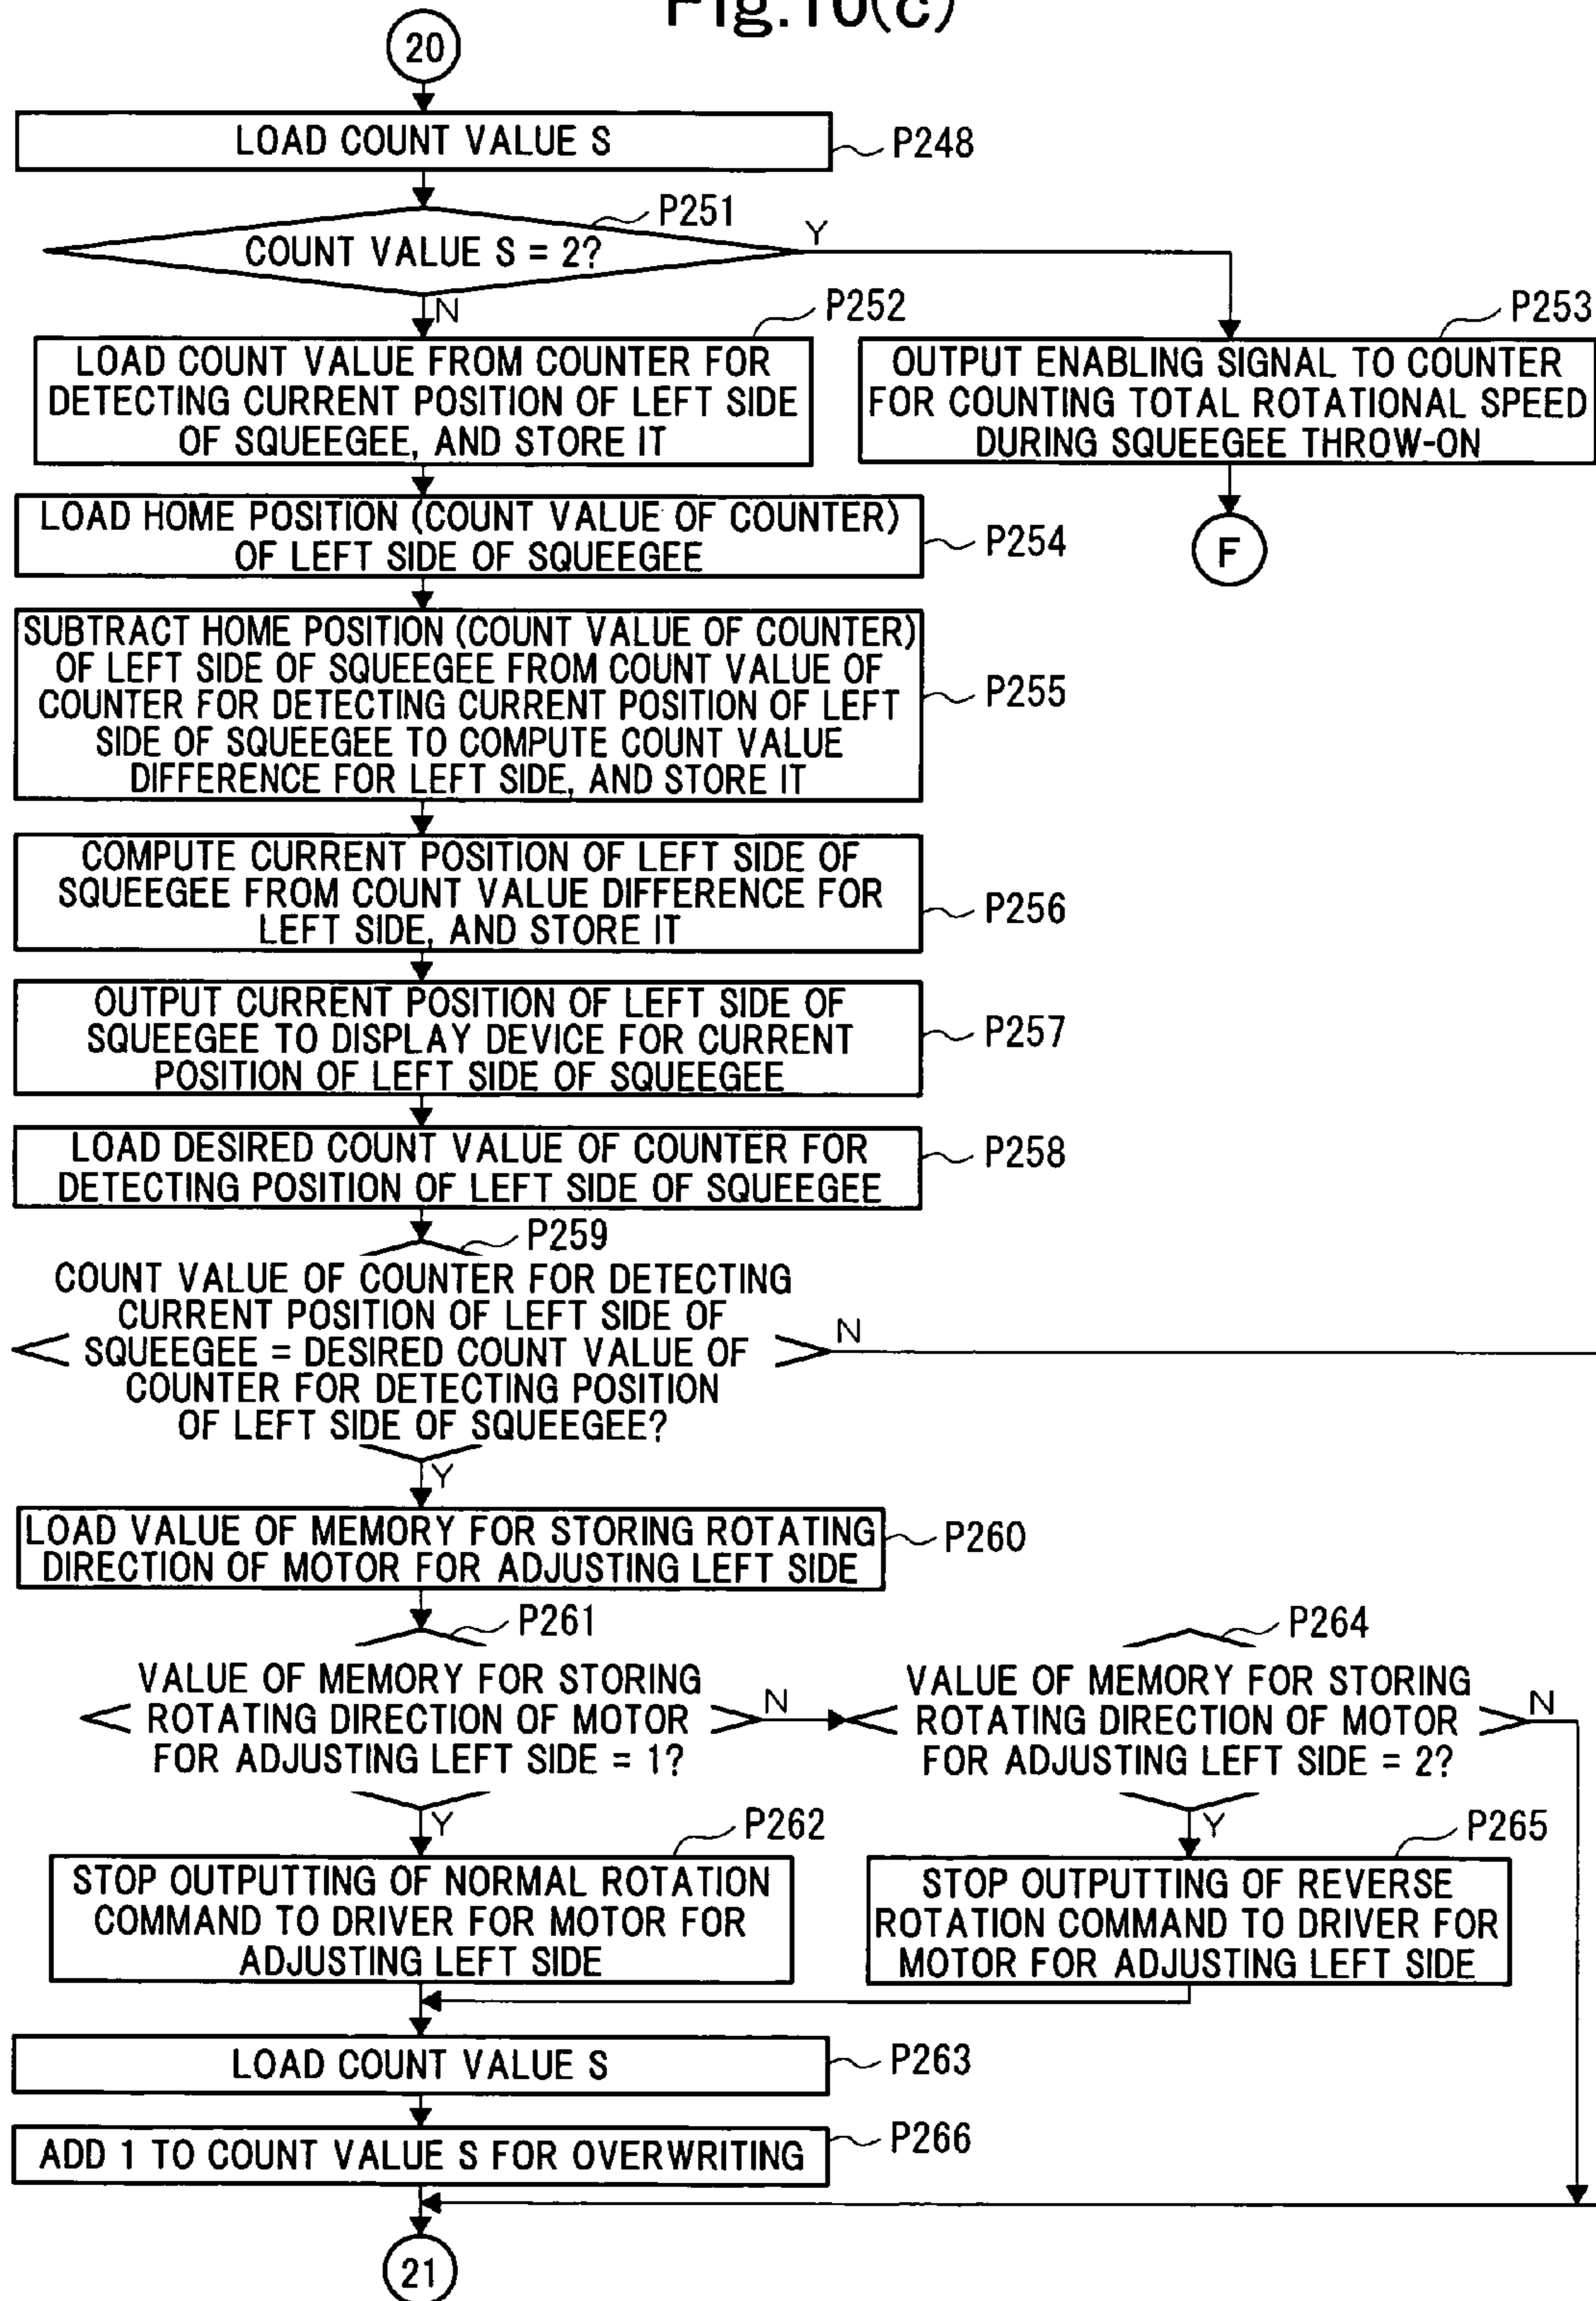 Fig.10(c)
20
LOAD COUNT VALUE S
P248
P251
COUNT VALUE S = 2?
Y
N
P252
LOAD COUNT VALUE FROM COUNTER FOR
DETECTING CURRENT POSITION OF LEFT SIDE
OF SQUEEGEE, AND STORE IT
P253
OUTPUT ENABLING SIGNAL TO COUNTER
FOR COUNTING TOTAL ROTATIONAL SPEED
DURING SQUEEGEE THROW-ON
F
LOAD HOME POSITION (COUNT VALUE OF COUNTER)
OF LEFT SIDE OF SQUEEGEE
P254
SUBTRACT HOME POSITION (COUNT VALUE OF COUNTER)
OF LEFT SIDE OF SQUEEGEE FROM COUNT VALUE OF
COUNTER FOR DETECTING CURRENT POSITION OF LEFT
SIDE OF SQUEEGEE TO COMPUTE COUNT VALUE
DIFFERENCE FOR LEFT SIDE, AND STORE IT
P255
COMPUTE CURRENT POSITION OF LEFT SIDE OF
SQUEEGEE FROM COUNT VALUE DIFFERENCE FOR
LEFT SIDE, AND STORE IT
P256
OUTPUT CURRENT POSITION OF LEFT SIDE OF
SQUEEGEE TO DISPLAY DEVICE FOR CURRENT
POSITION OF LEFT SIDE OF SQUEEGEE
P257
LOAD DESIRED COUNT VALUE OF COUNTER FOR
DETECTING POSITION OF LEFT SIDE OF SQUEEGEE
P258
P259
COUNT VALUE OF COUNTER FOR DETECTING
CURRENT POSITION OF LEFT SIDE OF
SQUEEGEE = DESIRED COUNT VALUE OF
COUNTER FOR DETECTING POSITION
OF LEFT SIDE OF SQUEEGEE?
N
Y
LOAD VALUE OF MEMORY FOR STORING ROTATING
DIRECTION OF MOTOR FOR ADJUSTING LEFT SIDE
P260
P261
VALUE OF MEMORY FOR STORING
ROTATING DIRECTION OF MOTOR
FOR ADJUSTING LEFT SIDE = 1?
N
Y
P264
VALUE OF MEMORY FOR STORING
ROTATING DIRECTION OF MOTOR
FOR ADJUSTING LEFT SIDE = 2?
N
Y
P262
STOP OUTPUTTING OF NORMAL ROTATION
COMMAND TO DRIVER FOR MOTOR FOR
ADJUSTING LEFT SIDE
P265
STOP OUTPUTTING OF REVERSE
ROTATION COMMAND TO DRIVER FOR
MOTOR FOR ADJUSTING LEFT SIDE
LOAD COUNT VALUE S
P263
ADD 1 TO COUNT VALUE S FOR OVERWRITING
P266
21